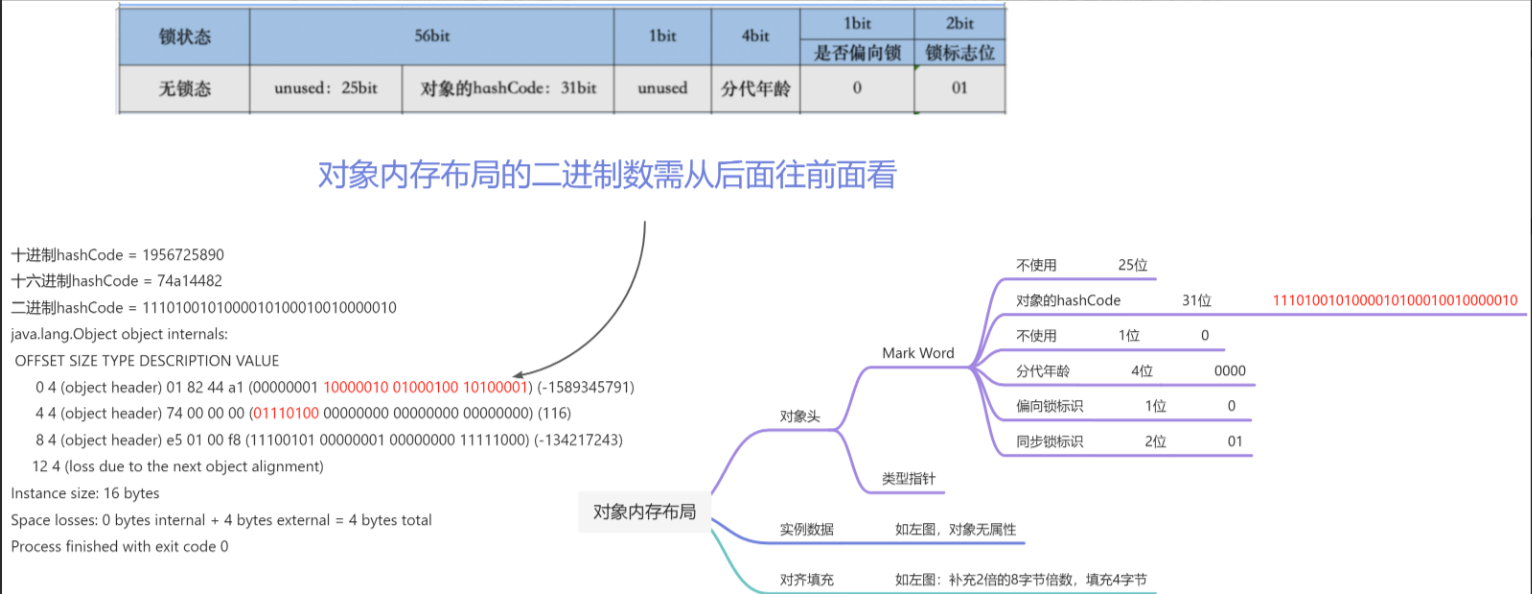 锁状态 56bit 1bit 4bit 1bit 2bit
是否偏向锁 锁标志位
无锁态 unused：25bit 对象的hashCode：31bit unused 分代年龄 0 01
对象内存布局的二进制数需从后面往前面看
十进制hashCode = 1956725890
十六进制hashCode = 74a14482
二进制hashCode = 1110100101000010100010010000010
java.lang.Object object internals:
OFFSET SIZE TYPE DESCRIPTION VALUE
0 4 (object header) 01 82 44 a1 (00000001 10000010 01000100 10100001) (-1589345791)
4 4 (object header) 74 00 00 00 (01110100 00000000 00000000 00000000) (116)
8 4 (object header) e5 01 00 f8 (11100101 00000001 00000000 11111000) (-134217243)
12 4 (loss due to the next object alignment)
Instance size: 16 bytes
Space losses: 0 bytes internal + 4 bytes external = 4 bytes total
Process finished with exit code 0
对象内存布局
对象头
Mark Word
不使用 25位
对象的hashCode 31位 1110100101000010100010010000010
不使用 1位 0
分代年龄 4位 0000
偏向锁标识 1位 0
同步锁标识 2位 01
类型指针
实例数据 如左图，对象无属性
对齐填充 如左图：补充2倍的8字节倍数，填充4字节